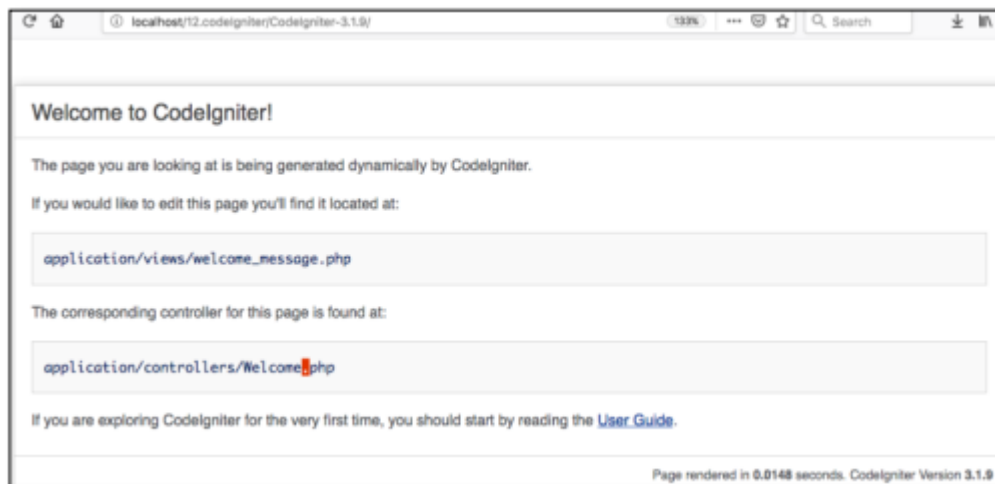 localhost/12.codeIgniter/CodeIgniter-3.1.9/ 133% ... Search
Welcome to CodeIgniter!
The page you are looking at is being generated dynamically by CodeIgniter.
If you would like to edit this page you'll find it located at:
application/views/welcome_message.php
The corresponding controller for this page is found at:
application/controllers/Welcome.php
If you are exploring CodeIgniter for the very first time, you should start by reading the User Guide.
Page rendered in 0.0148 seconds. CodeIgniter Version 3.1.9